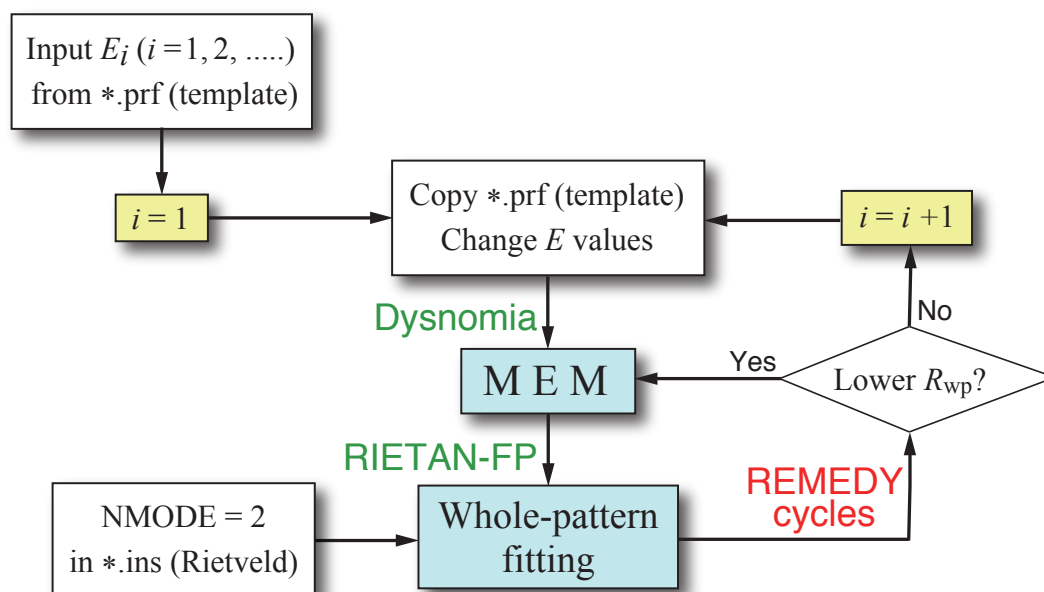 Input Ei (i = 1, 2, .....)
from *.prf (template)
i = 1
Copy *.prf (template)
Change E values
i = i +1
Dysnomia
No
M E M
Yes
Lower Rwp?
RIETAN-FP
REMEDY
cycles
NMODE = 2
in *.ins (Rietveld)
Whole-pattern
fitting